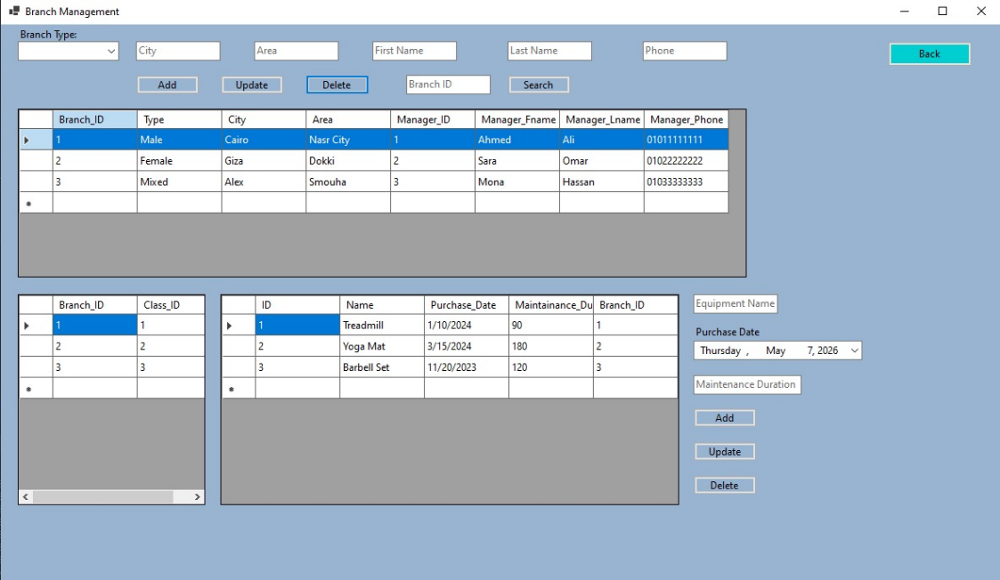 Branch Management
Branch Type:
City Area First Name Last Name Phone
Back
Add Update Delete Branch ID Search
Branch_ID Type City Area Manager_ID Manager_Fname Manager_Lname Manager_Phone
1 Male Cairo Nasr City 1 Ahmed Ali 01011111111
2 Female Giza Dokki 2 Sara Omar 01022222222
3 Mixed Alex Smouha 3 Mona Hassan 01033333333
Branch_ID Class_ID
1 1
2 2
3 3
ID Name Purchase_Date Maintainance_Du Branch_ID
1 Treadmill 1/10/2024 90 1
2 Yoga Mat 3/15/2024 180 2
3 Barbell Set 11/20/2023 120 3
Equipment Name
Purchase Date
Thursday , May 7, 2026
Maintenance Duration
Add
Update
Delete